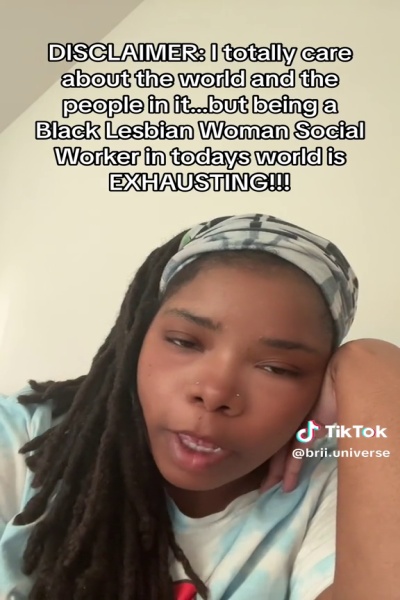 DISCLAIMER: I totally care
about the world and the
people in it...but being a
Black Lesbian Woman Social
Worker in todays world is
EXHAUSTING!!!
TikTok
@brii.universe